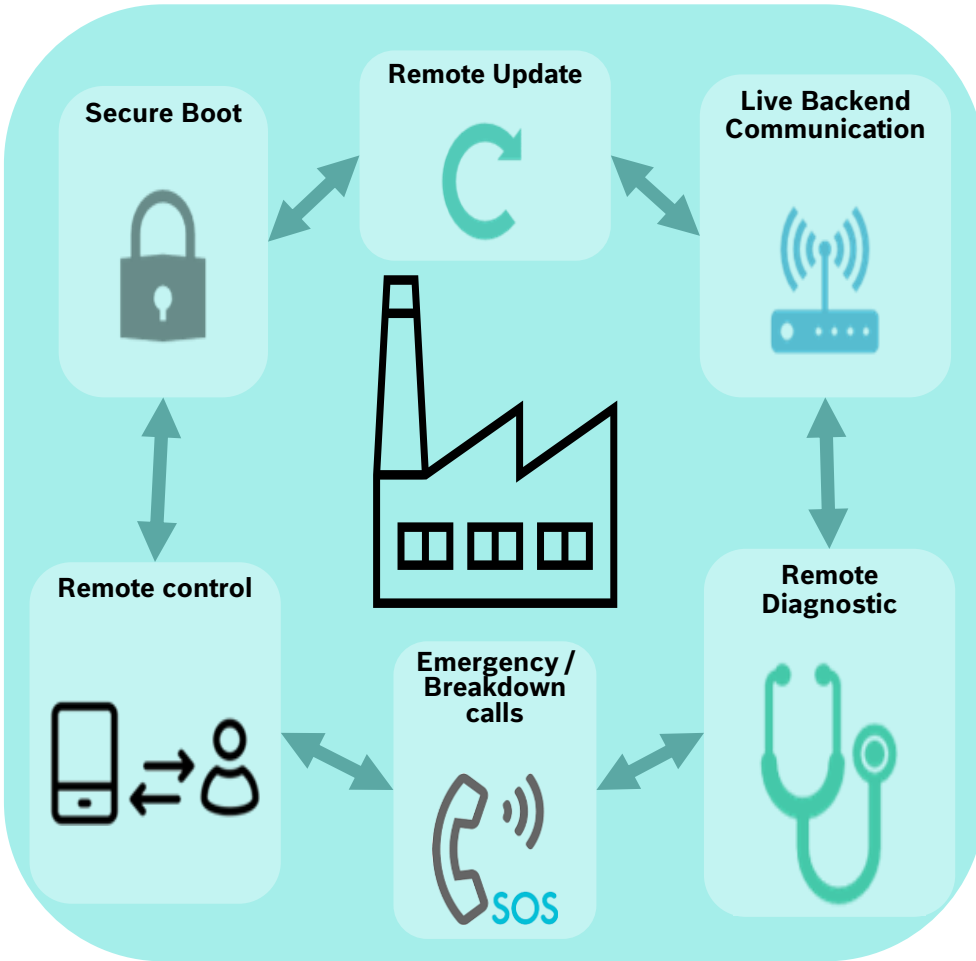 Remote Update
Secure Boot
Live Backend
Communication
Remote control
Remote
Diagnostic
Emergency /
Breakdown
calls
SOS